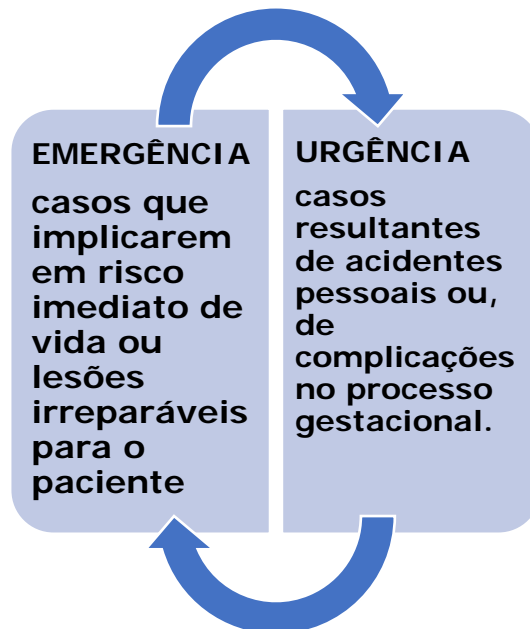 EMERGÊNCIA
casos que
implicarem
em risco
imediato de
vida ou
lesões
irreparáveis
para o
paciente
URGÊNCIA
casos
resultantes
de acidentes
pessoais ou,
de
complicações
no processo
gestacional.